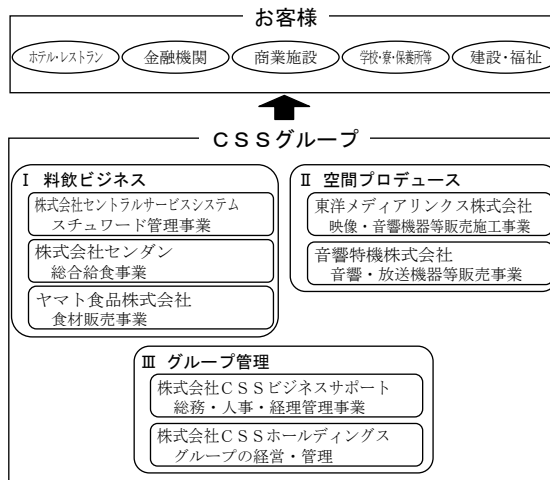 お客様
ホテル・レストラン
金融機関
商業施設
学校・寮・保養所等
建設・福祉
ＣＳＳグループ
Ⅰ 料飲ビジネス
株式会社セントラルサービスシステム
スチュワード管理事業
株式会社センダン
総合給食事業
ヤマト食品株式会社
食材販売事業
Ⅱ 空間プロデュース
東洋メディアリンクス株式会社
映像・音響機器等販売施工事業
音響特機株式会社
音響・放送機器等販売事業
Ⅲ グループ管理
株式会社ＣＳＳビジネスサポート
総務・人事・経理管理事業
株式会社ＣＳＳホールディングス
グループの経営・管理